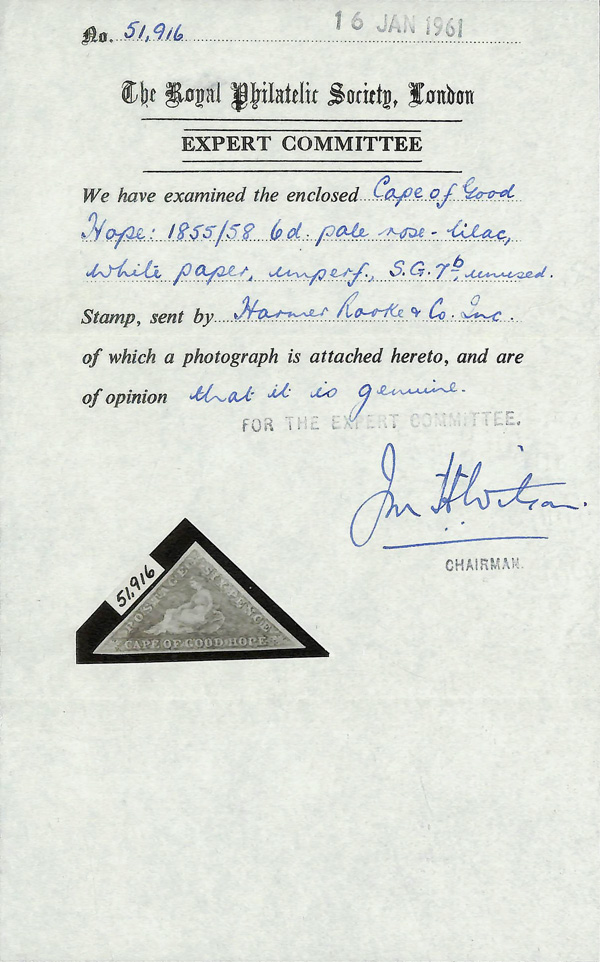 No. 51,916
16 JAN 1961
The Royal Philatelic Society, London
EXPERT COMMITTEE
We have examined the enclosed Cape of Good
Hope: 1855/58 6d. pale rose-lilac,
white paper, imperf., S.G. 7b, unused.
Stamp, sent by Harmer Rooke & Co. Inc.
of which a photograph is attached hereto, and are
of opinion that it is genuine.
FOR THE EXPERT COMMITTEE.
Jn H Wilson
CHAIRMAN.
51,916
POSTAGE SIXPENCE
CAPE OF GOOD HOPE